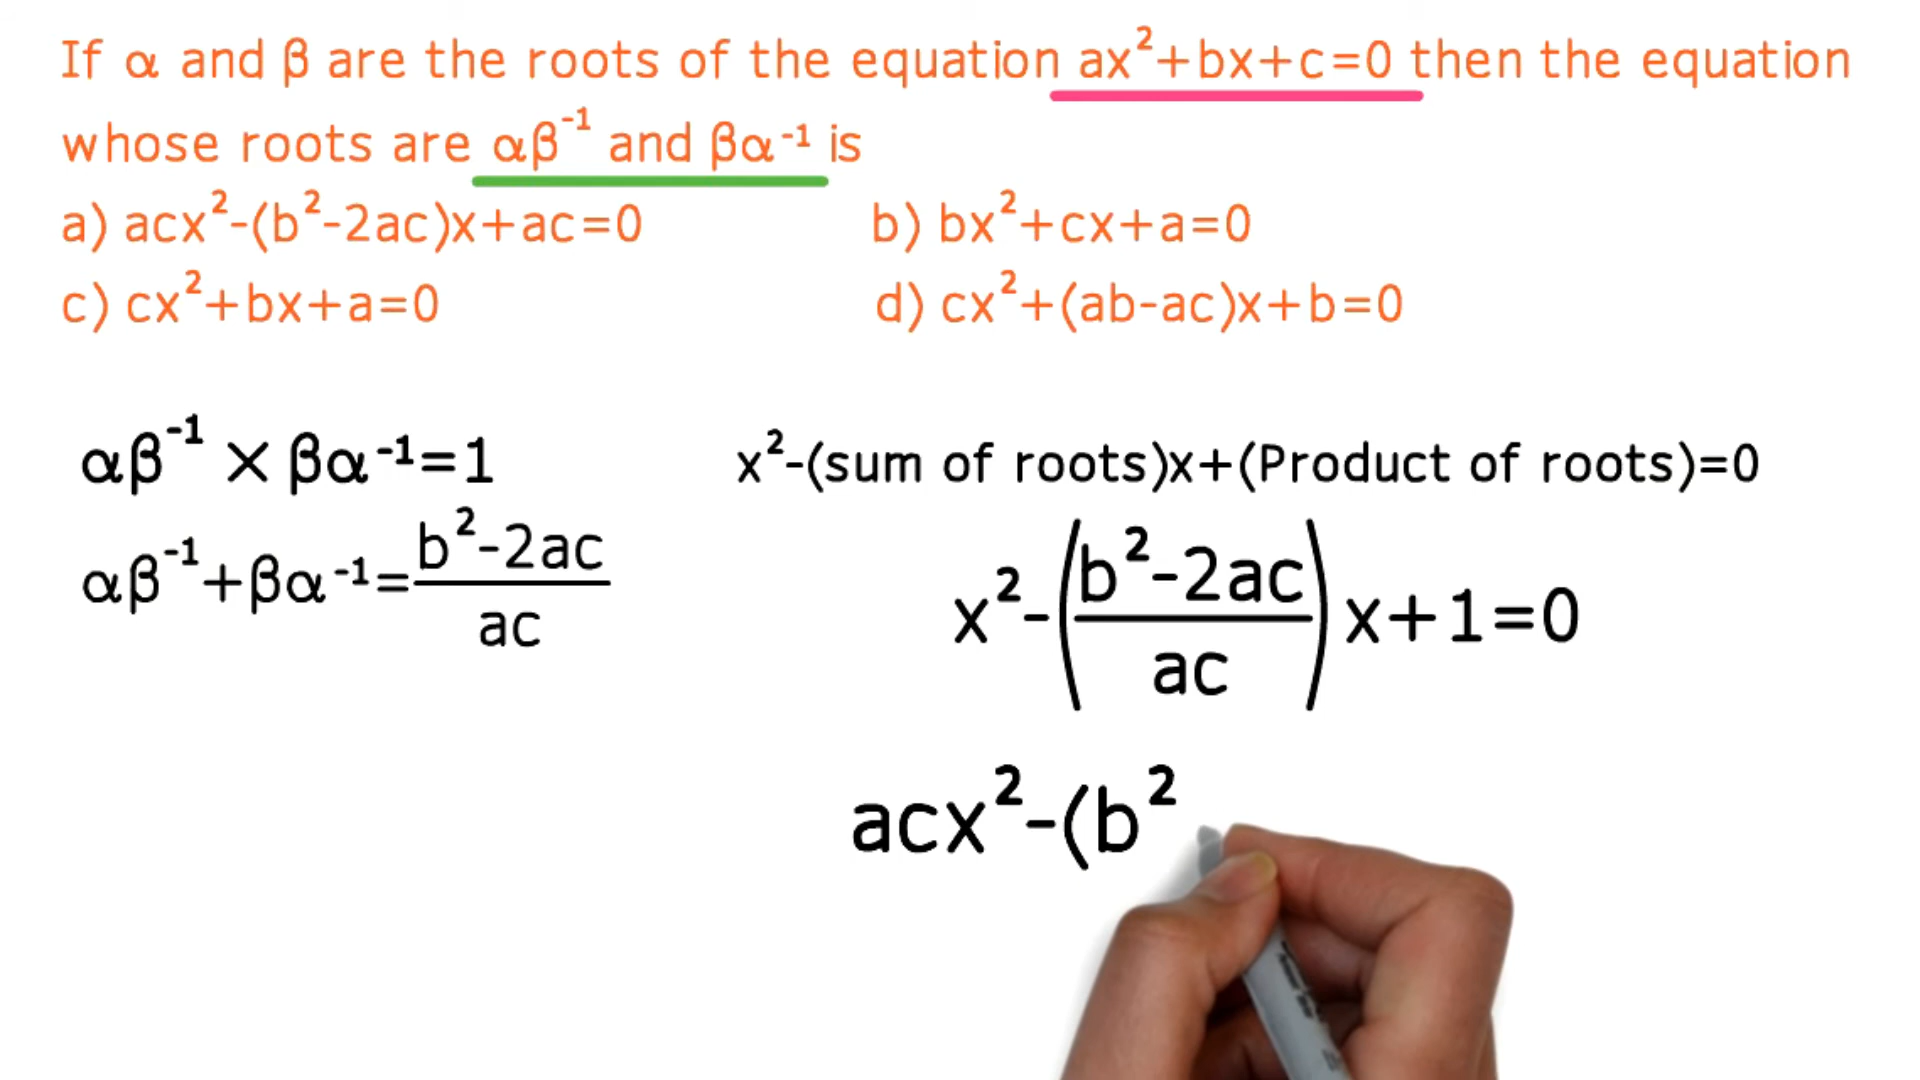 If α and β are the roots of the equation ax²+bx+c=0 then the equation
whose roots are αβ⁻¹ and βα⁻¹ is
a) acx²-(b²-2ac)x+ac=0 b) bx²+cx+a=0
c) cx²+bx+a=0 d) cx²+(ab-ac)x+b=0
αβ⁻¹ × βα⁻¹=1
αβ⁻¹+βα⁻¹=
b²-2ac
ac
x²-(sum of roots)x+(Product of roots)=0
x²-(
b²-2ac
ac
)x+1=0
acx²-(b²